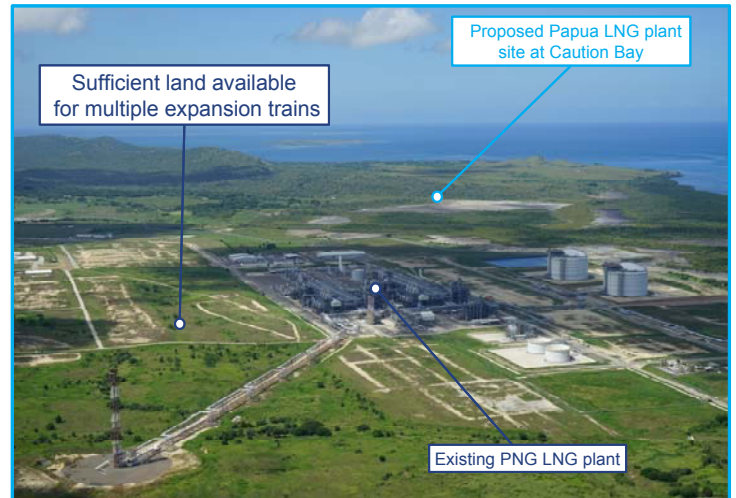 Proposed Papua LNG plant
site at Caution Bay
Sufficient land available
for multiple expansion trains
Existing PNG LNG plant